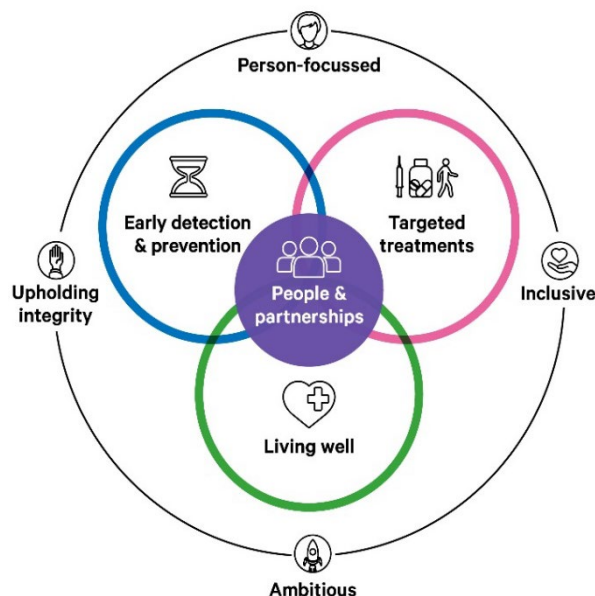 Person-focussed
Early detection
& prevention
Targeted
treatments
People &
partnerships
Upholding
integrity
Inclusive
Living well
Ambitious